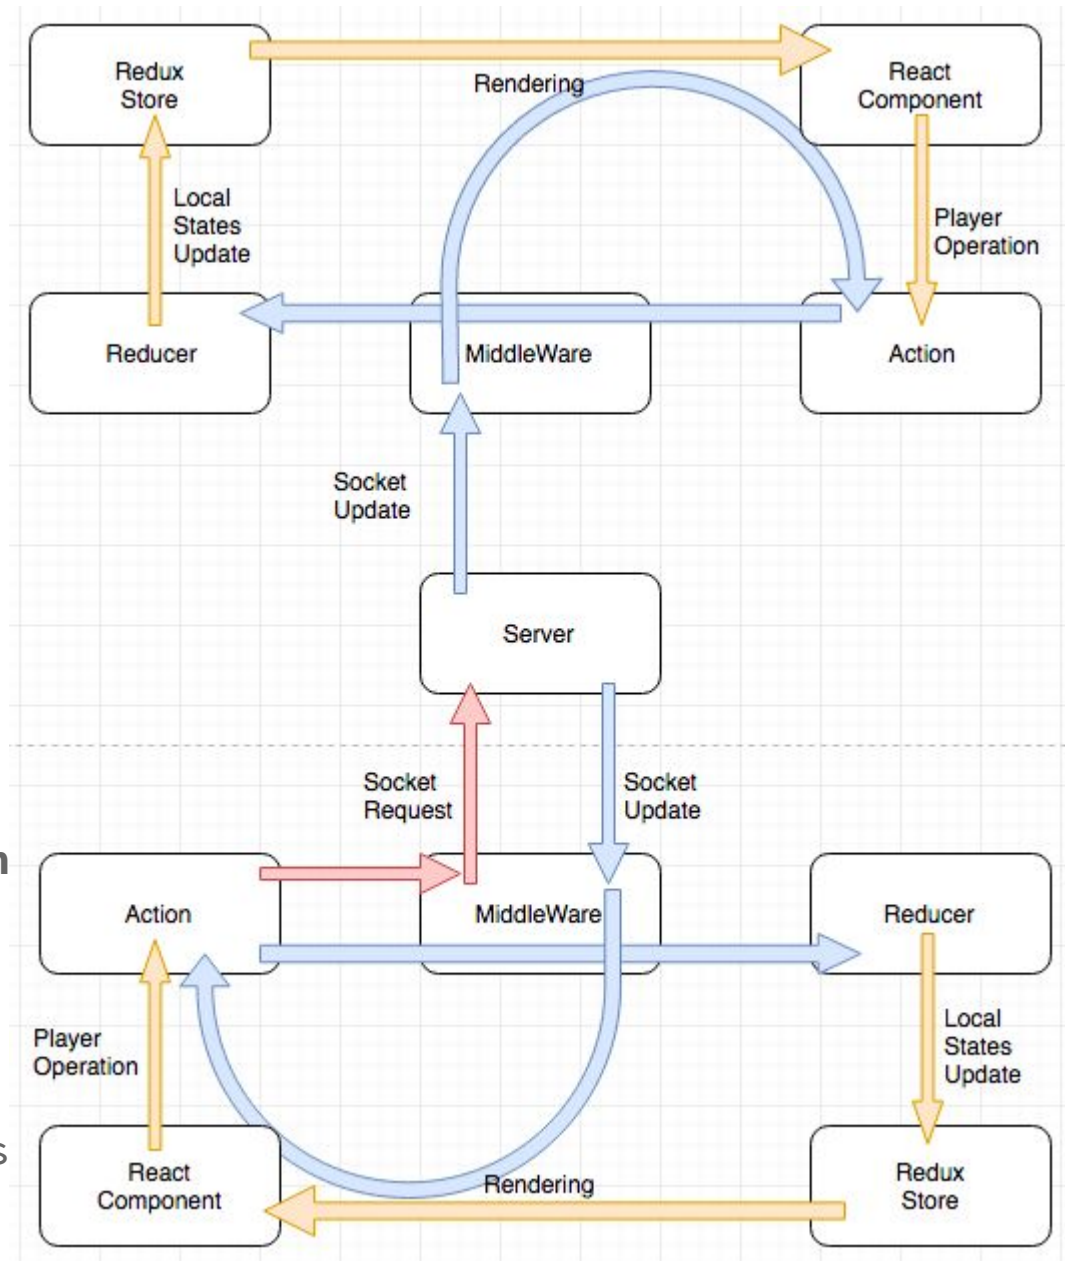 Redux
Store
Rendering
React
Component
Local
States
Update
Player
Operation
Reducer
MiddleWare
Action
Socket
Update
Server
Socket
Request
Socket
Update
Action
MiddleWare
Reducer
Player
Operation
Local
States
Update
React
Component
Rendering
Redux
Store